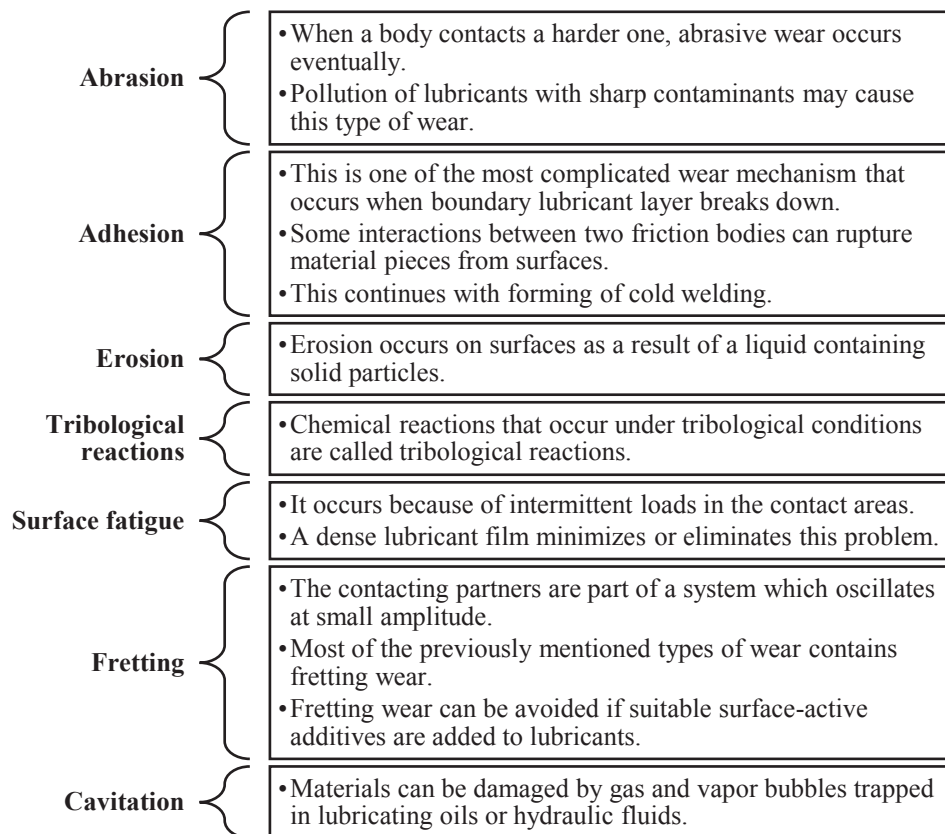 Abrasion
•When a body contacts a harder one, abrasive wear occurs
eventually.
•Pollution of lubricants with sharp contaminants may cause
this type of wear.
Adhesion
•This is one of the most complicated wear mechanism that
occurs when boundary lubricant layer breaks down.
•Some interactions between two friction bodies can rupture
material pieces from surfaces.
•This continues with forming of cold welding.
Erosion
•Erosion occurs on surfaces as a result of a liquid containing
solid particles.
Tribological
reactions
•Chemical reactions that occur under tribological conditions
are called tribological reactions.
Surface fatigue
•It occurs because of intermittent loads in the contact areas.
•A dense lubricant film minimizes or eliminates this problem.
Fretting
•The contacting partners are part of a system which oscillates
at small amplitude.
•Most of the previously mentioned types of wear contains
fretting wear.
•Fretting wear can be avoided if suitable surface-active
additives are added to lubricants.
Cavitation
•Materials can be damaged by gas and vapor bubbles trapped
in lubricating oils or hydraulic fluids.